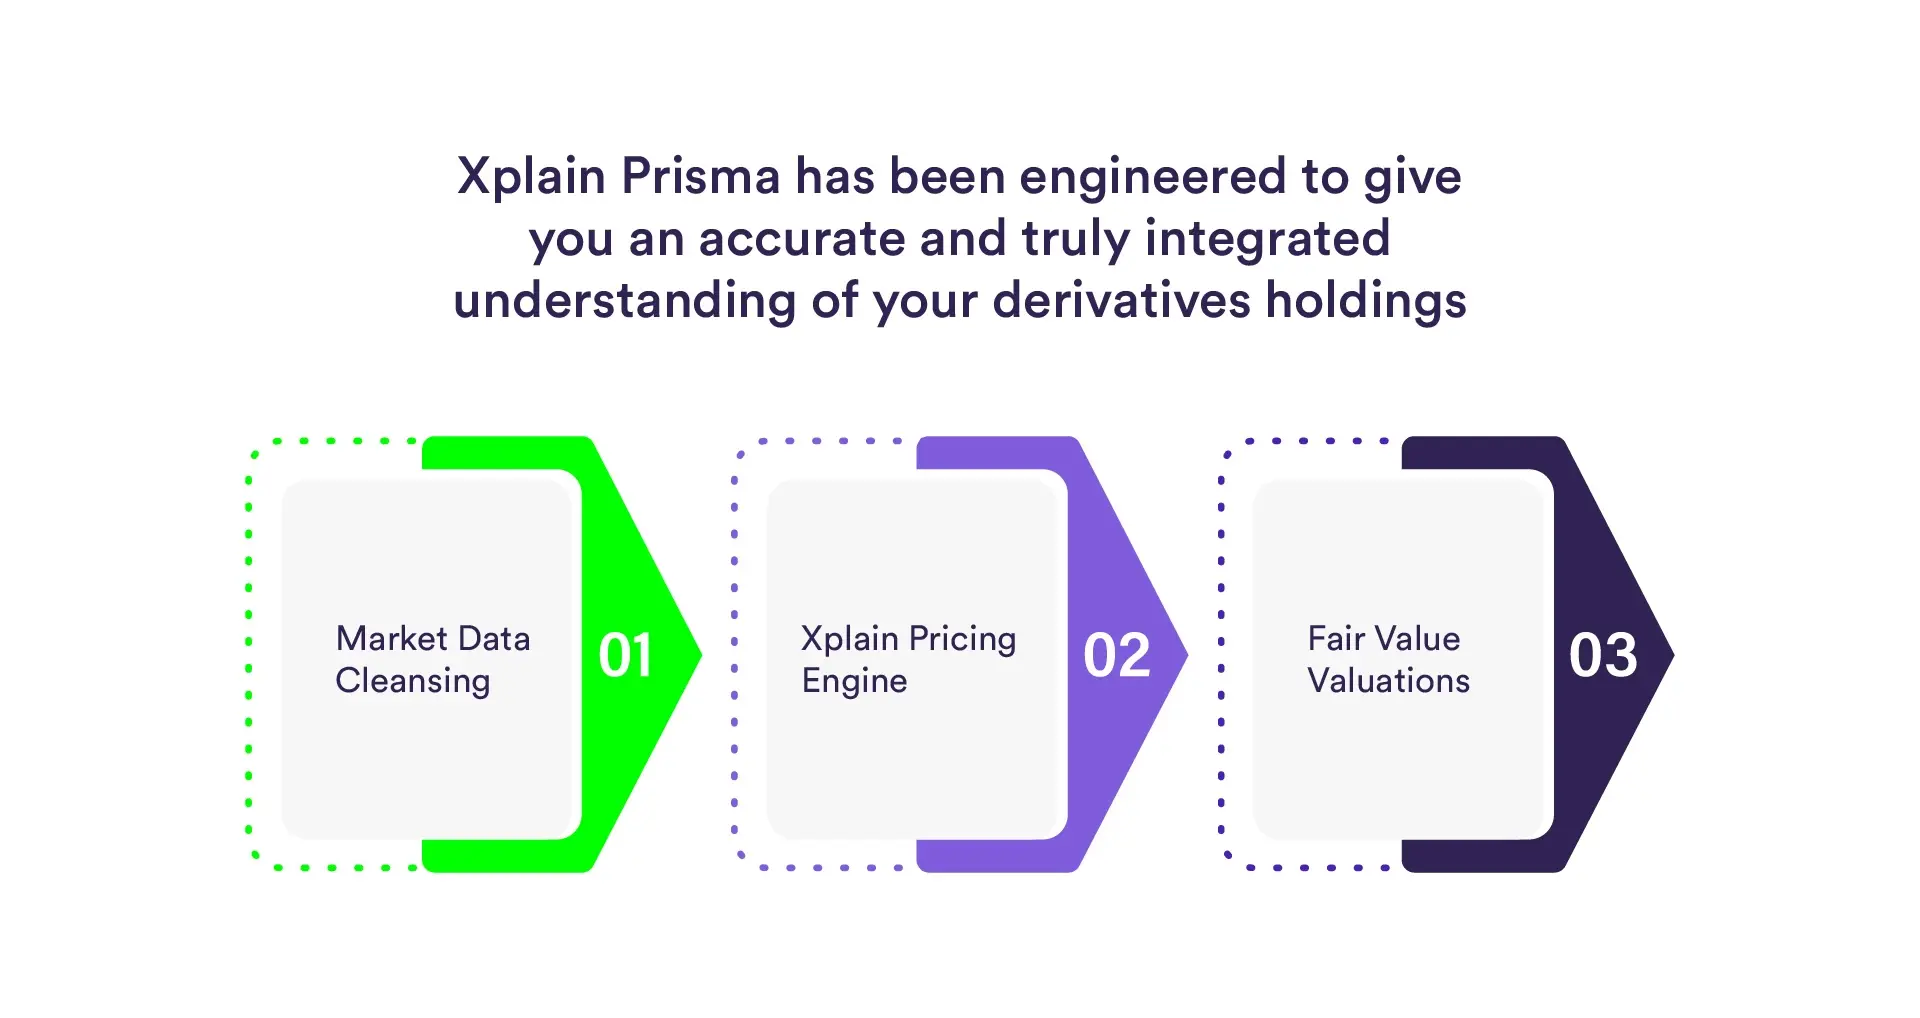 Xplain Prisma has been engineered to give
you an accurate and truly integrated
understanding of your derivatives holdings
Market Data
Cleansing
01
Xplain Pricing
Engine
02
Fair Value
Valuations
03